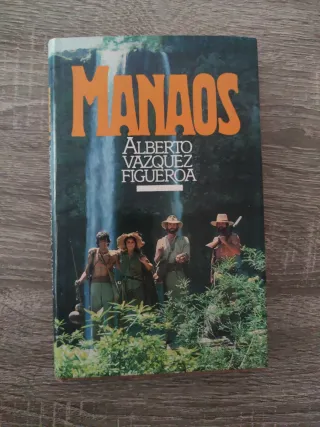 MANAOS
ALBERTO
VAZQUEZ
FIGUEROA